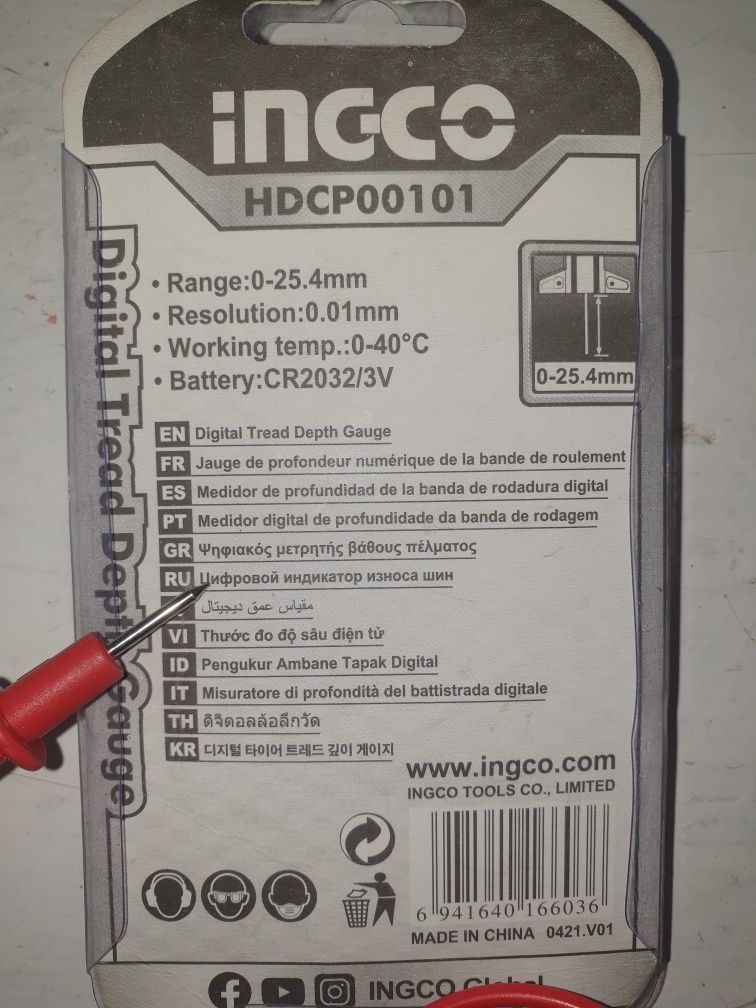 INGCO
HDCP00101
Digital Tread Depth Gauge
• Range:0-25.4mm
• Resolution:0.01mm
• Working temp.:0-40°C
• Battery:CR2032/3V
0-25.4mm
EN Digital Tread Depth Gauge
FR Jauge de profondeur numérique de la bande de roulement
ES Medidor de profundidad de la banda de rodadura digital
PT Medidor digital de profundidade da banda de rodagem
GR Ψηφιακός μετρητής βάθους πέλματος
RU Цифровой индикатор износа шин
مقياس عمق ديجيتال
VI Thước đo độ sâu điện tử
ID Pengukur Ambane Tapak Digital
IT Misuratore di profondità del battistrada digitale
TH ดิจิตอลล้อลึกวัด
KR 디지털 타이어 트레드 깊이 게이지
www.ingco.com
INGCO TOOLS CO., LIMITED
6 941640 166036
MADE IN CHINA 0421.V01
INGCO Global